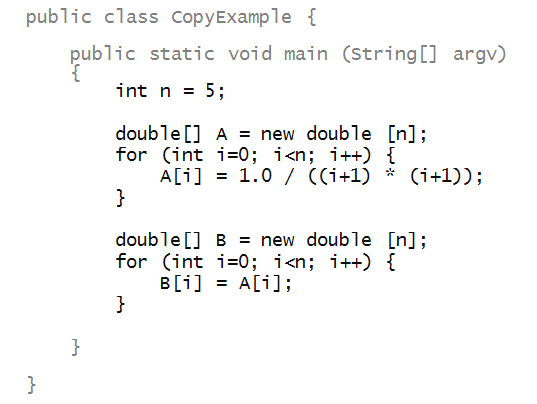 public class CopyExample {
public static void main (String[] argv)
{
int n = 5;
double[] A = new double [n];
for (int i=0; i<n; i++) {
A[i] = 1.0 / ((i+1) * (i+1));
}
double[] B = new double [n];
for (int i=0; i<n; i++) {
B[i] = A[i];
}
}
}